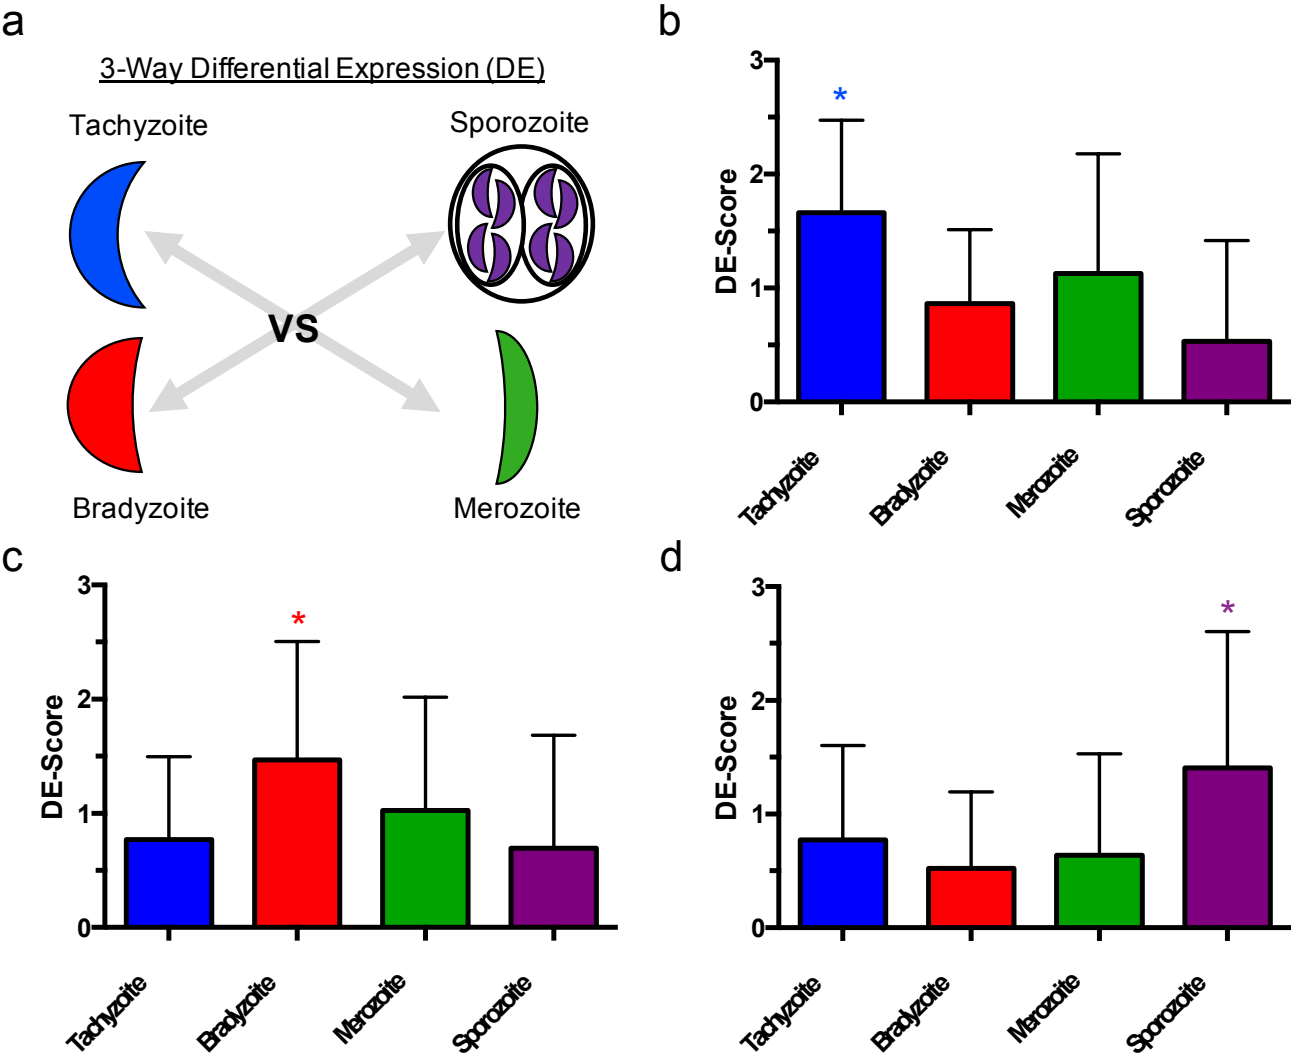 a
3-Way Differential Expression (DE)
Tachyzoite
Sporozoite
VS
Bradyzoite
Merozoite
b
3
2
1
0
DE-Score
*
Tachyzoite
Bradyzoite
Merozoite
Sporozoite
c
3
2
1
0
DE-Score
*
Tachyzoite
Bradyzoite
Merozoite
Sporozoite
d
3
2
1
0
DE-Score
*
Tachyzoite
Bradyzoite
Merozoite
Sporozoite